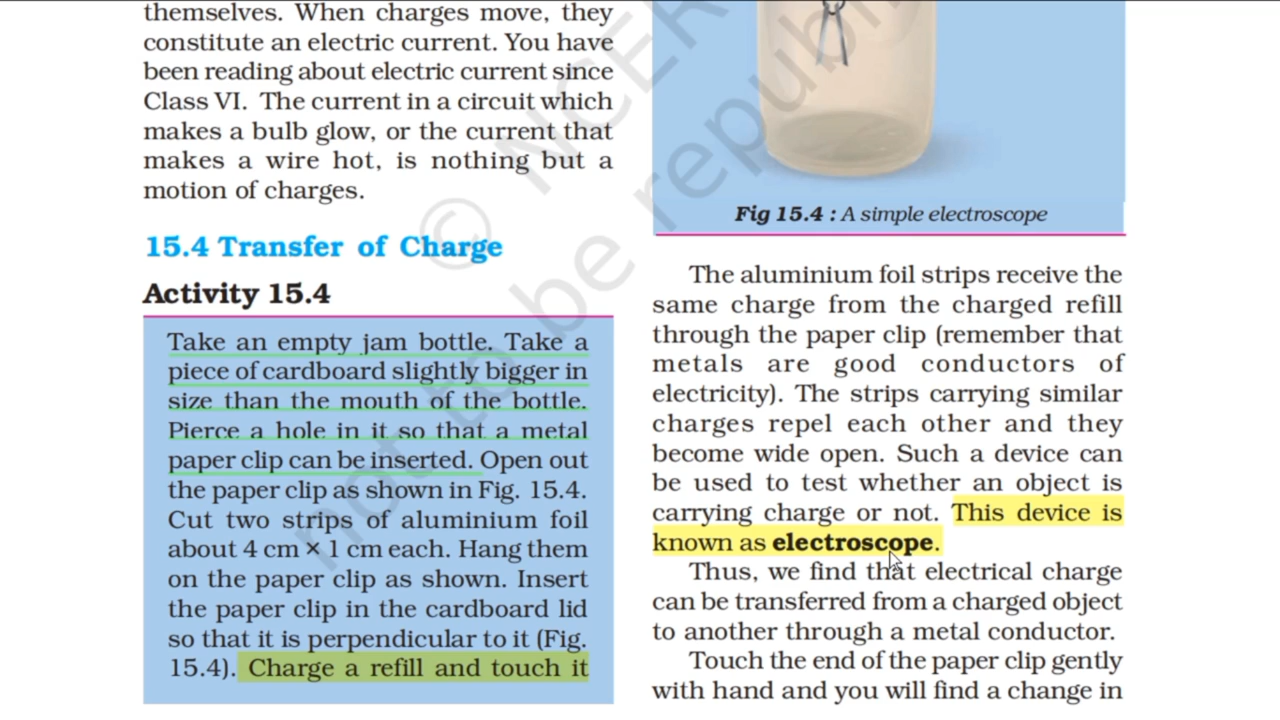 themselves. When charges move, they
constitute an electric current. You have
been reading about electric current since
Class VI. The current in a circuit which
makes a bulb glow, or the current that
makes a wire hot, is nothing but a
motion of charges.
15.4 Transfer of Charge
Activity 15.4
Take an empty jam bottle. Take a
piece of cardboard slightly bigger in
size than the mouth of the bottle.
Pierce a hole in it so that a metal
paper clip can be inserted. Open out
the paper clip as shown in Fig. 15.4.
Cut two strips of aluminium foil
about 4 cm × 1 cm each. Hang them
on the paper clip as shown. Insert
the paper clip in the cardboard lid
so that it is perpendicular to it (Fig.
15.4). Charge a refill and touch it
Fig 15.4 : A simple electroscope
The aluminium foil strips receive the
same charge from the charged refill
through the paper clip (remember that
metals are good conductors of
electricity). The strips carrying similar
charges repel each other and they
become wide open. Such a device can
be used to test whether an object is
carrying charge or not. This device is
known as electroscope.
Thus, we find that electrical charge
can be transferred from a charged object
to another through a metal conductor.
Touch the end of the paper clip gently
with hand and you will find a change in
© NCER
not to be republi